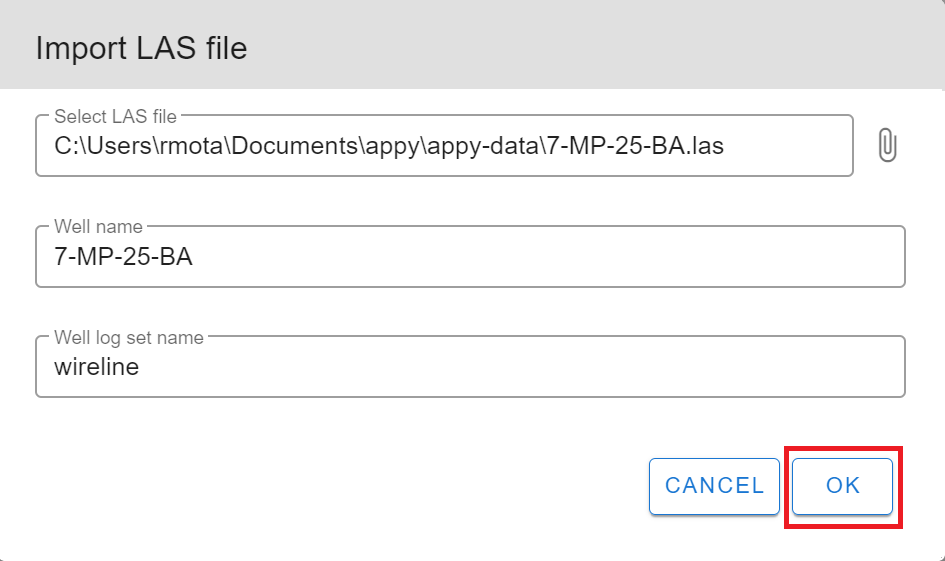 Import LAS file
Select LAS file
C:\Users\rmota\Documents\appy\appy-data\7-MP-25-BA.las
Well name
7-MP-25-BA
Well log set name
wireline
CANCEL OK